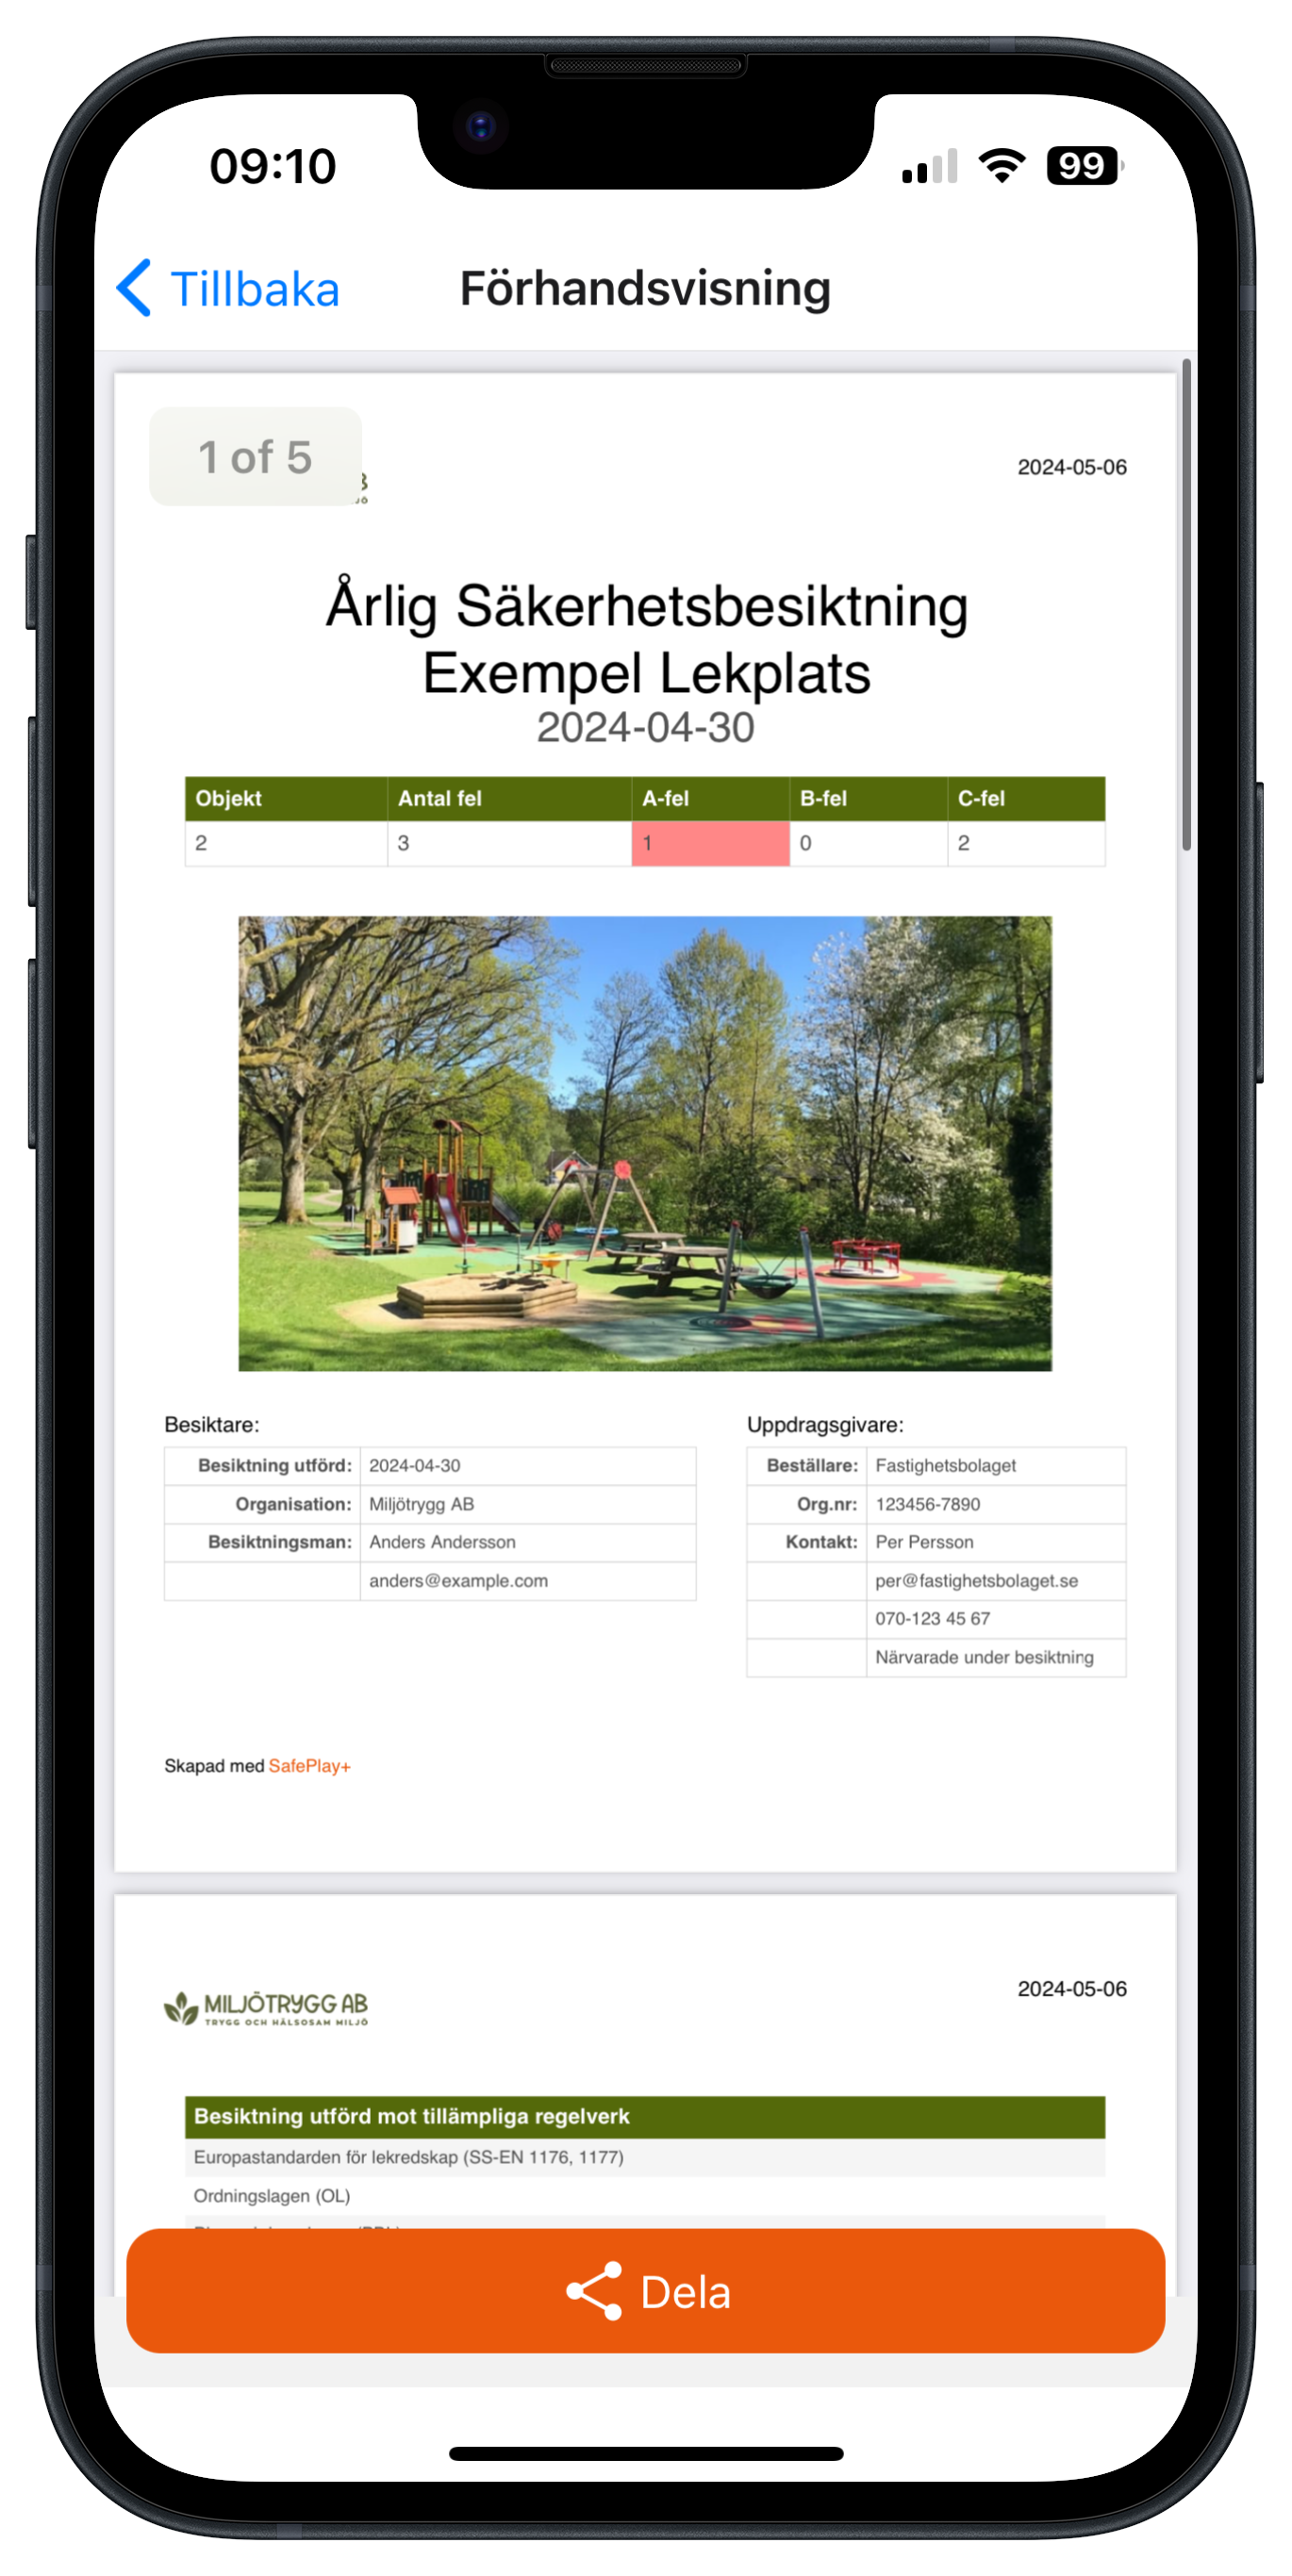 09:10
99
Tillbaka
Förhandsvisning
1 of 5
2024-05-06
Årlig Säkerhetsbesiktning
Exempel Lekplats
2024-04-30
Objekt Antal fel A-fel B-fel C-fel
2 3 1 0 2
Besiktare:
Besiktning utförd: 2024-04-30
Organisation: Miljötrygg AB
Besiktningsman: Anders Andersson
anders@example.com
Uppdragsgivare:
Beställare: Fastighetsbolaget
Org.nr: 123456-7890
Kontakt: Per Persson
per@fastighetsbolaget.se
070-123 45 67
Närvarade under besiktning
Skapad med SafePlay+
MILJÖTRYGG AB
TRYGG OCH HÄLSOSAM MILJÖ
2024-05-06
Besiktning utförd mot tillämpliga regelverk
Europastandarden för lekredskap (SS-EN 1176, 1177)
Ordningslagen (OL)
Dela